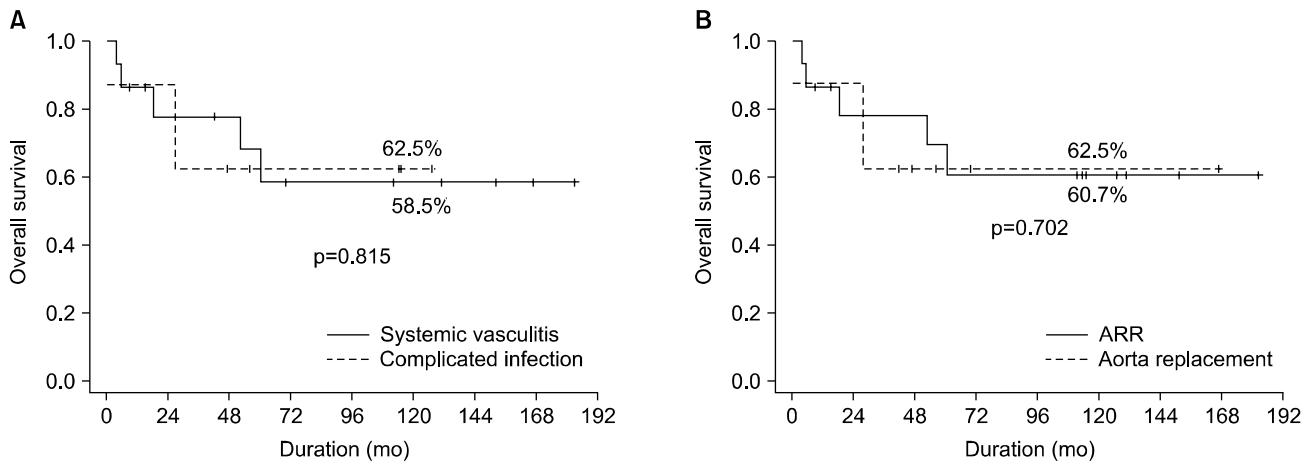 A
Overall survival
1.0
0.8
0.6
0.4
0.2
0.0
62.5%
58.5%
p=0.815
Systemic vasculitis
Complicated infection
0 24 48 72 96 120 144 168 192
Duration (mo)
B
Overall survival
1.0
0.8
0.6
0.4
0.2
0.0
62.5%
60.7%
p=0.702
ARR
Aorta replacement
0 24 48 72 96 120 144 168 192
Duration (mo)